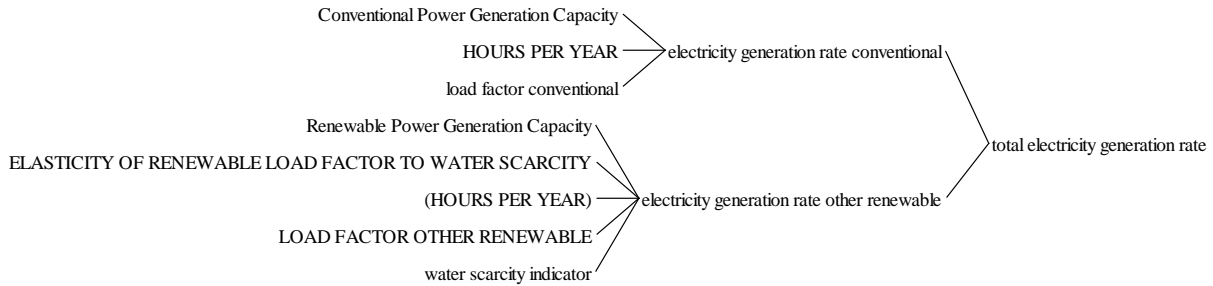 Conventional Power Generation Capacity
HOURS PER YEAR
electricity generation rate conventional
load factor conventional
Renewable Power Generation Capacity
total electricity generation rate
ELASTICITY OF RENEWABLE LOAD FACTOR TO WATER SCARCITY
(HOURS PER YEAR)
electricity generation rate other renewable
LOAD FACTOR OTHER RENEWABLE
water scarcity indicator